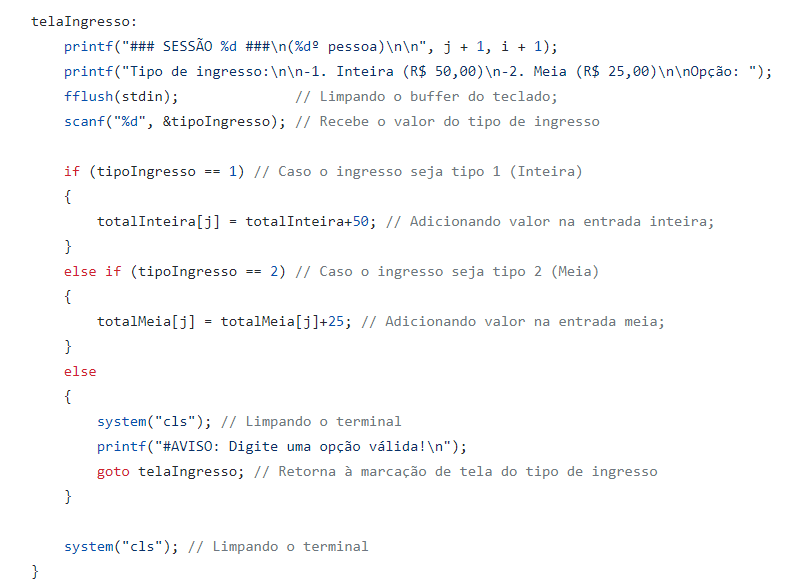 telaIngresso:
    printf("### SESSÃO %d ###\n(%dº pessoa)\n\n", j + 1, i + 1);
    printf("Tipo de ingresso:\n\n-1. Inteira (R$ 50,00)\n-2. Meia (R$ 25,00)\n\nOpção: ");
    fflush(stdin);              // Limpando o buffer do teclado;
    scanf("%d", &tipoIngresso); // Recebe o valor do tipo de ingresso

    if (tipoIngresso == 1) // Caso o ingresso seja tipo 1 (Inteira)
    {
        totalInteira[j] = totalInteira+50; // Adicionando valor na entrada inteira;
    }
    else if (tipoIngresso == 2) // Caso o ingresso seja tipo 2 (Meia)
    {
        totalMeia[j] = totalMeia[j]+25; // Adicionando valor na entrada meia;
    }
    else
    {
        system("cls"); // Limpando o terminal
        printf("#AVISO: Digite uma opção válida!\n");
        goto telaIngresso; // Retorna à marcação de tela do tipo de ingresso
    }

    system("cls"); // Limpando o terminal
}